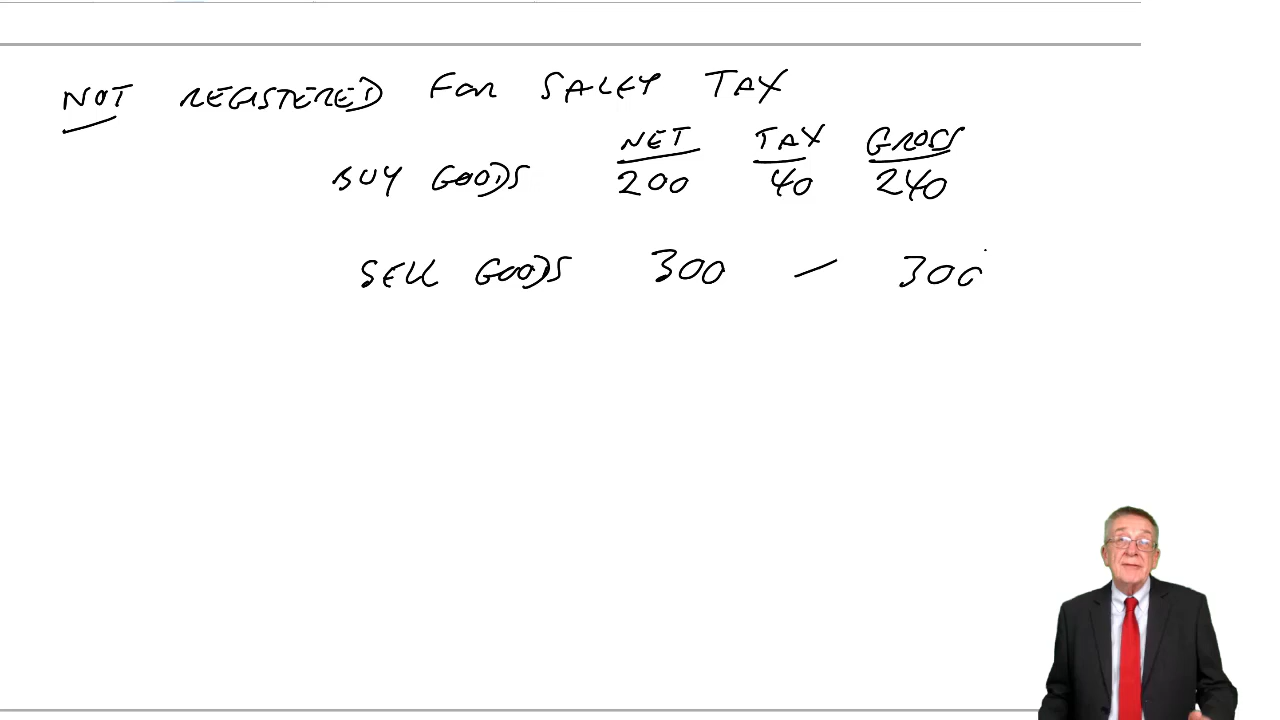 NOT REGISTERED FOR SALES TAX
NET TAX GROSS
BUY GOODS 200 40 240
SELL GOODS 300 — 300